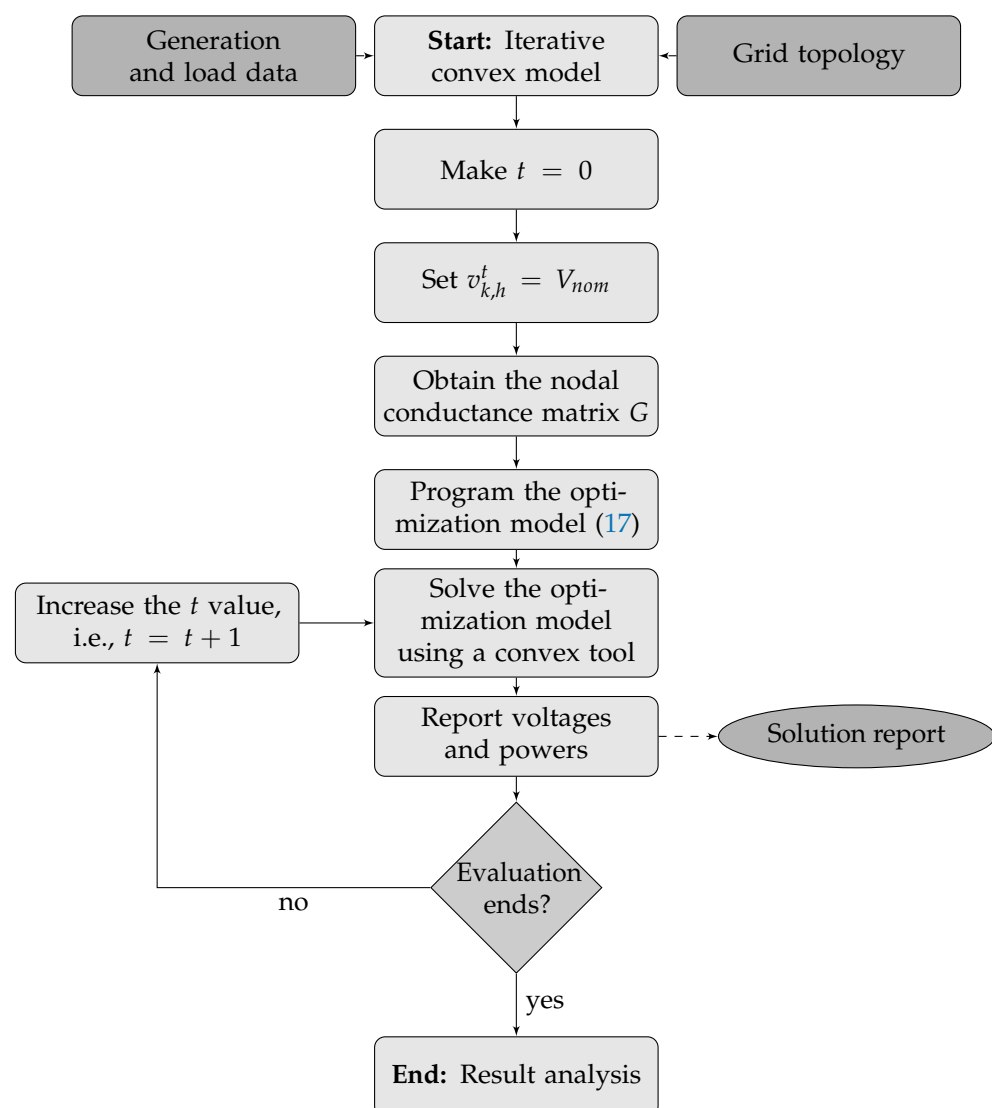 Generation
and load data
Start: Iterative
convex model
Grid topology
Make t = 0
Set v^t_{k,h} = V_{nom}
Obtain the nodal
conductance matrix G
Program the opti-
mization model (17)
Increase the t value,
i.e., t = t + 1
Solve the opti-
mization model
using a convex tool
Report voltages
and powers
Solution report
Evaluation
ends?
no
yes
End: Result analysis